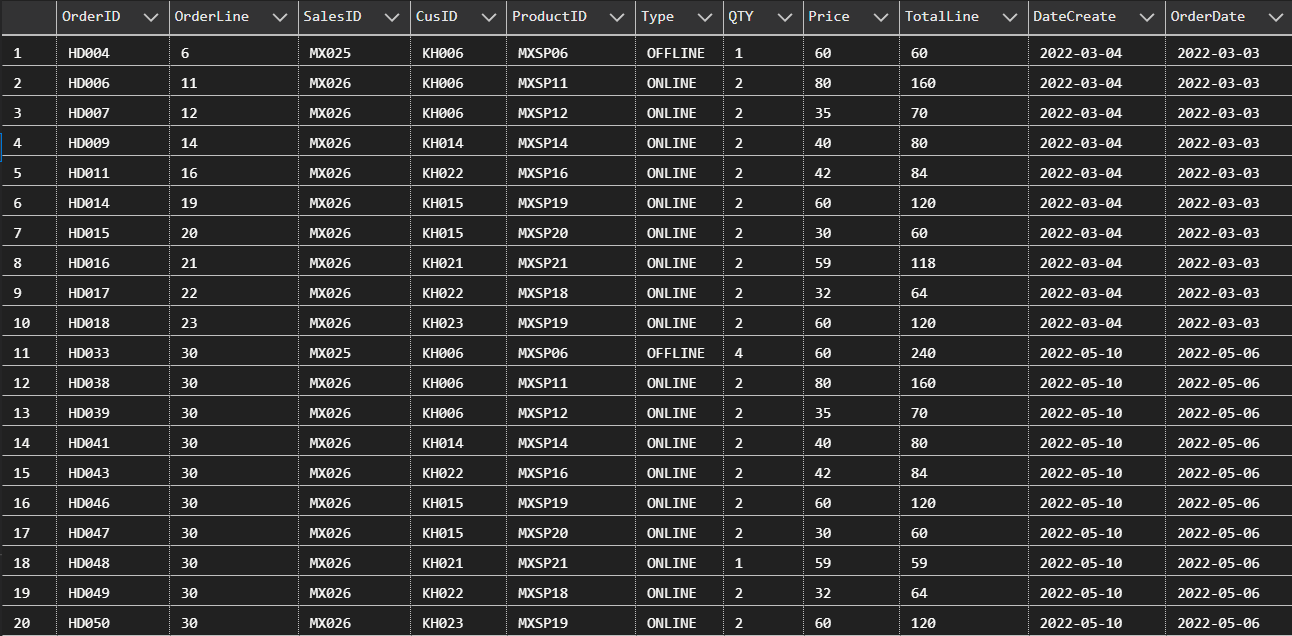 OrderID OrderLine SalesID CusID ProductID Type QTY Price TotalLine DateCreate OrderDate
1 HD004 6 MX025 KH006 MXSP06 OFFLINE 1 60 60 2022-03-04 2022-03-03
2 HD006 11 MX026 KH006 MXSP11 ONLINE 2 80 160 2022-03-04 2022-03-03
3 HD007 12 MX026 KH006 MXSP12 ONLINE 2 35 70 2022-03-04 2022-03-03
4 HD009 14 MX026 KH014 MXSP14 ONLINE 2 40 80 2022-03-04 2022-03-03
5 HD011 16 MX026 KH022 MXSP16 ONLINE 2 42 84 2022-03-04 2022-03-03
6 HD014 19 MX026 KH015 MXSP19 ONLINE 2 60 120 2022-03-04 2022-03-03
7 HD015 20 MX026 KH015 MXSP20 ONLINE 2 30 60 2022-03-04 2022-03-03
8 HD016 21 MX026 KH021 MXSP21 ONLINE 2 59 118 2022-03-04 2022-03-03
9 HD017 22 MX026 KH022 MXSP18 ONLINE 2 32 64 2022-03-04 2022-03-03
10 HD018 23 MX026 KH023 MXSP19 ONLINE 2 60 120 2022-03-04 2022-03-03
11 HD033 30 MX025 KH006 MXSP06 OFFLINE 4 60 240 2022-05-10 2022-05-06
12 HD038 30 MX026 KH006 MXSP11 ONLINE 2 80 160 2022-05-10 2022-05-06
13 HD039 30 MX026 KH006 MXSP12 ONLINE 2 35 70 2022-05-10 2022-05-06
14 HD041 30 MX026 KH014 MXSP14 ONLINE 2 40 80 2022-05-10 2022-05-06
15 HD043 30 MX026 KH022 MXSP16 ONLINE 2 42 84 2022-05-10 2022-05-06
16 HD046 30 MX026 KH015 MXSP19 ONLINE 2 60 120 2022-05-10 2022-05-06
17 HD047 30 MX026 KH015 MXSP20 ONLINE 2 30 60 2022-05-10 2022-05-06
18 HD048 30 MX026 KH021 MXSP21 ONLINE 1 59 59 2022-05-10 2022-05-06
19 HD049 30 MX026 KH022 MXSP18 ONLINE 2 32 64 2022-05-10 2022-05-06
20 HD050 30 MX026 KH023 MXSP19 ONLINE 2 60 120 2022-05-10 2022-05-06